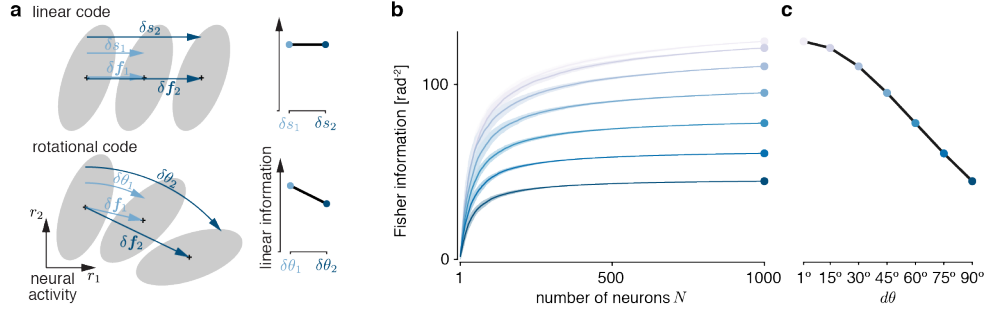 a
linear code
δs₂
δs₁
δf₁
δf₂
δs₁ δs₂
rotational code
δθ₂
δθ₁
δf₁
δf₂
r₂
r₁
neural
activity
linear information
δθ₁ δθ₂
b
Fisher information [rad⁻²]
100
0
1 500 1000
number of neurons N
c
1º 15º 30º 45º 60º 75º 90º
dθ